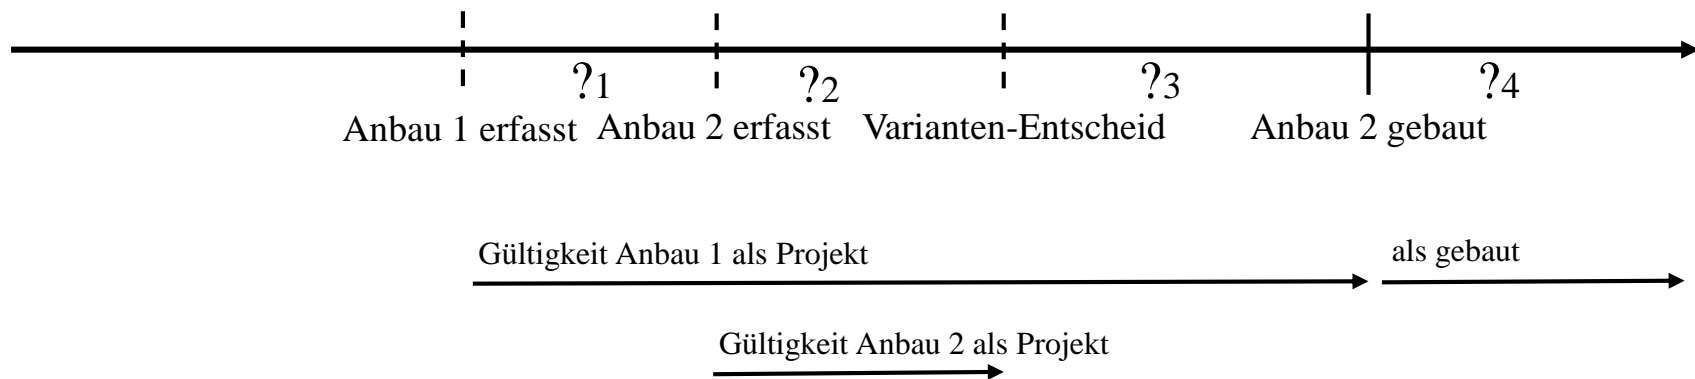 ?1 ?2 ?3 ?4
Anbau 1 erfasst Anbau 2 erfasst Varianten-Entscheid Anbau 2 gebaut
Gültigkeit Anbau 1 als Projekt als gebaut
Gültigkeit Anbau 2 als Projekt